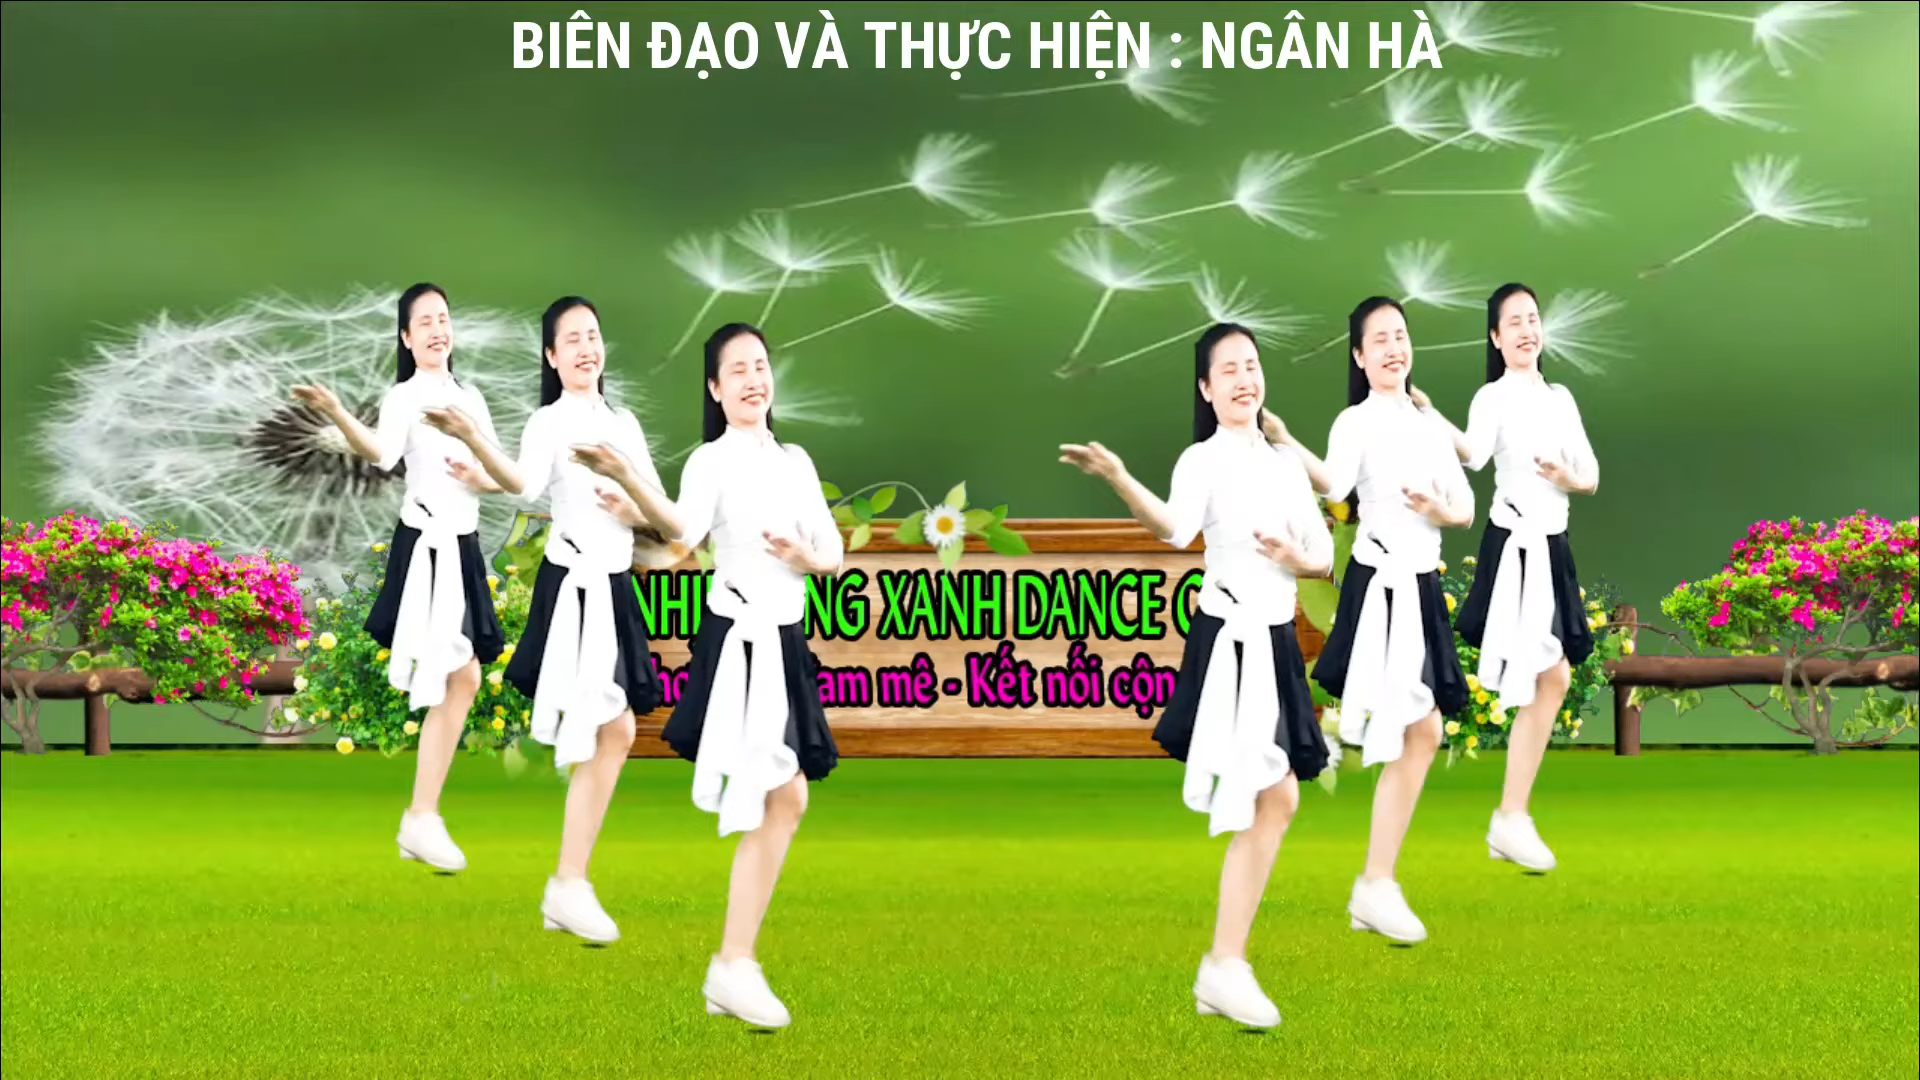 BIÊN ĐẠO VÀ THỰC HIỆN : NGÂN HÀ
XANH DANCE
mê - Kết nối